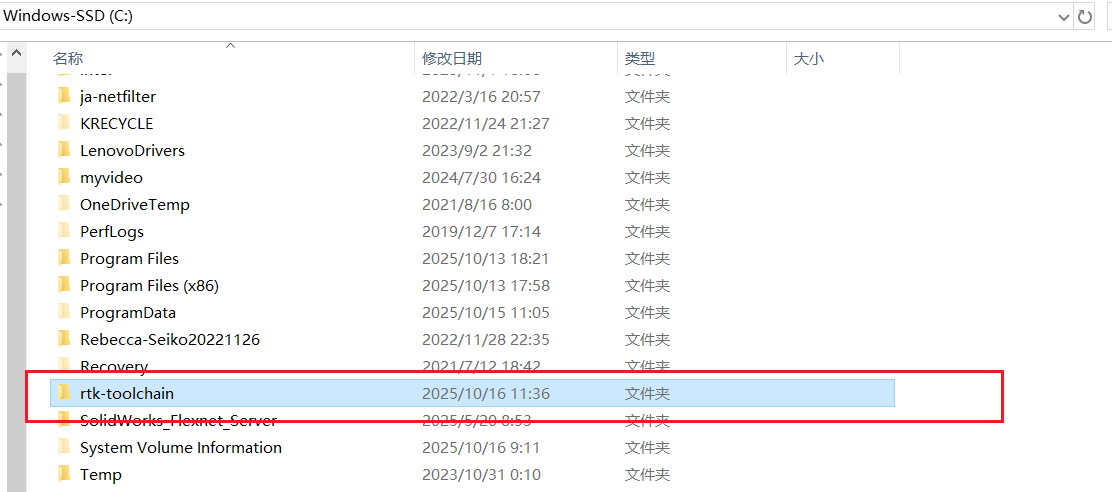 Windows-SSD (C:)
名称 修改日期 类型 大小
ja-netfilter 2022/3/16 20:57 文件夹
KRECYCLE 2022/11/24 21:27 文件夹
LenovoDrivers 2023/9/2 21:32 文件夹
myvideo 2024/7/30 16:24 文件夹
OneDriveTemp 2021/8/16 8:00 文件夹
PerfLogs 2019/12/7 17:14 文件夹
Program Files 2025/10/13 18:21 文件夹
Program Files (x86) 2025/10/13 17:58 文件夹
ProgramData 2025/10/15 11:05 文件夹
Rebecca-Seiko20221126 2022/11/28 22:35 文件夹
Recovery 2021/7/12 18:42 文件夹
rtk-toolchain 2025/10/16 11:36 文件夹
SolidWorks_Flexnet_Server 2025/5/20 8:53 文件夹
System Volume Information 2025/10/16 9:11 文件夹
Temp 2023/10/31 0:10 文件夹